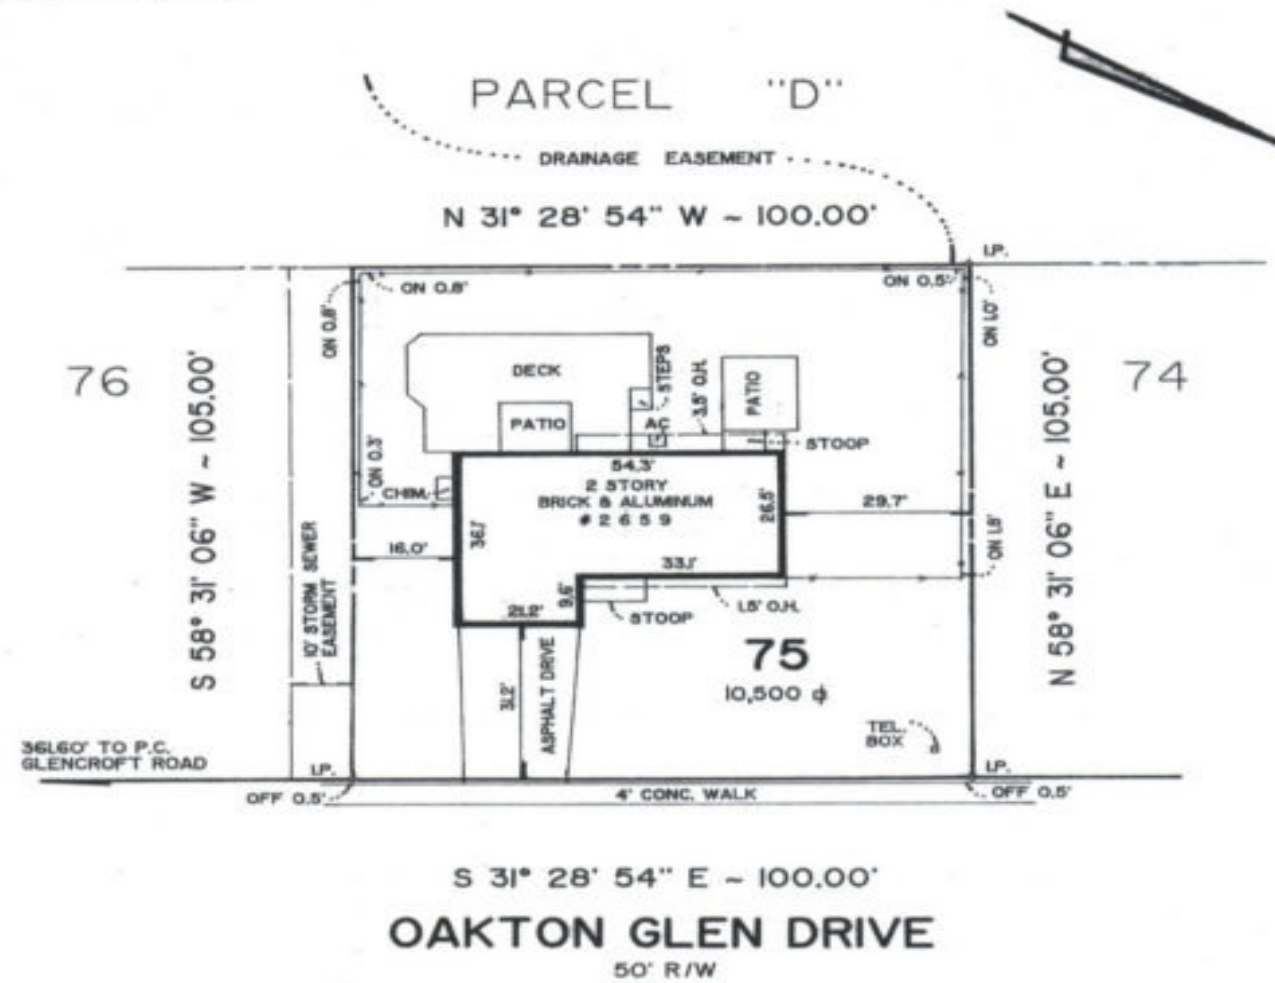 PARCEL "D"
DRAINAGE EASEMENT
N 31° 28' 54" W ~ 100.00'
I.P.
ON 0.8'
ON 0.5'
ON 0.8'
ON 1.0'
76
S 58° 31' 06" W ~ 105.00'
74
N 58° 31' 06" E ~ 105.00'
DECK
STEPS
3.5' O.H.
PATIO
PATIO
AC
STOOP
ON 0.3'
CHIM.
54.3'
2 STORY
BRICK & ALUMINUM
# 2 6 5 9
26.5'
29.7'
36.1'
16.0'
33.1'
ON 1.8'
10' STORM SEWER
EASEMENT
21.2'
9.6'
STOOP
1.5' O.H.
75
10,500 ⌽
31.2'
ASPHALT DRIVE
TEL.
BOX
361.60' TO P.C.
GLENCROFT ROAD
I.P.
I.P.
OFF 0.5'
4' CONC. WALK
OFF 0.5'
S 31° 28' 54" E ~ 100.00'
OAKTON GLEN DRIVE
50' R/W